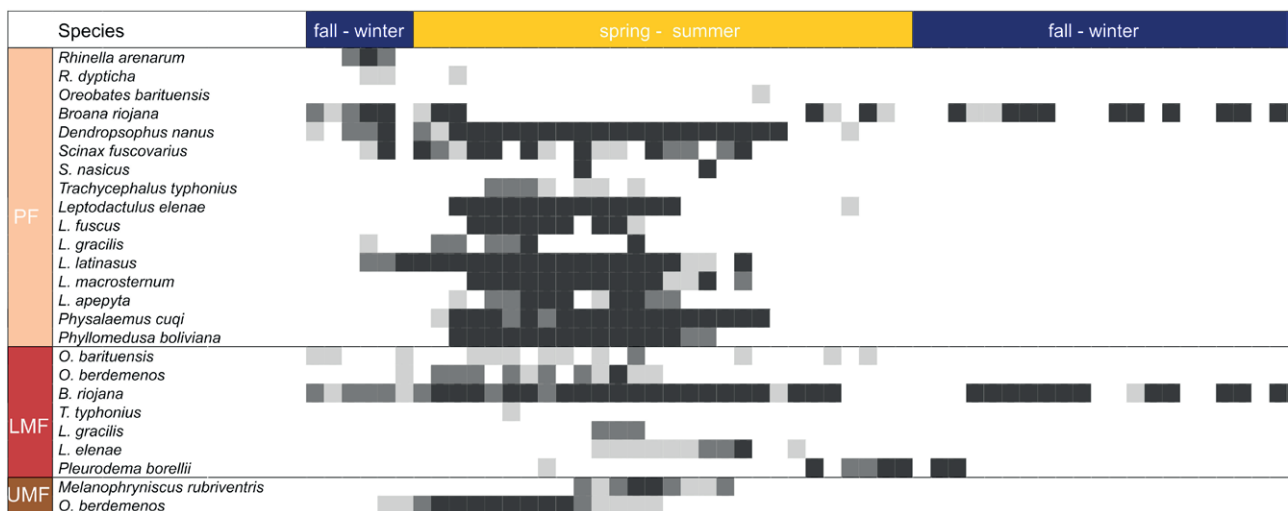 Species fall - winter spring - summer fall - winter
PF
Rhinella arenarum
R. dypticha
Oreobates barituensis
Broana riojana
Dendropsophus nanus
Scinax fuscovarius
S. nasicus
Trachycephalus typhonius
Leptodactulus elenae
L. fuscus
L. gracilis
L. latinasus
L. macrosternum
L. apepyta
Physalaemus cuqi
Phyllomedusa boliviana
LMF
O. barituensis
O. berdemenos
B. riojana
T. typhonius
L. gracilis
L. elenae
Pleurodema borellii
UMF
Melanophryniscus rubriventris
O. berdemenos